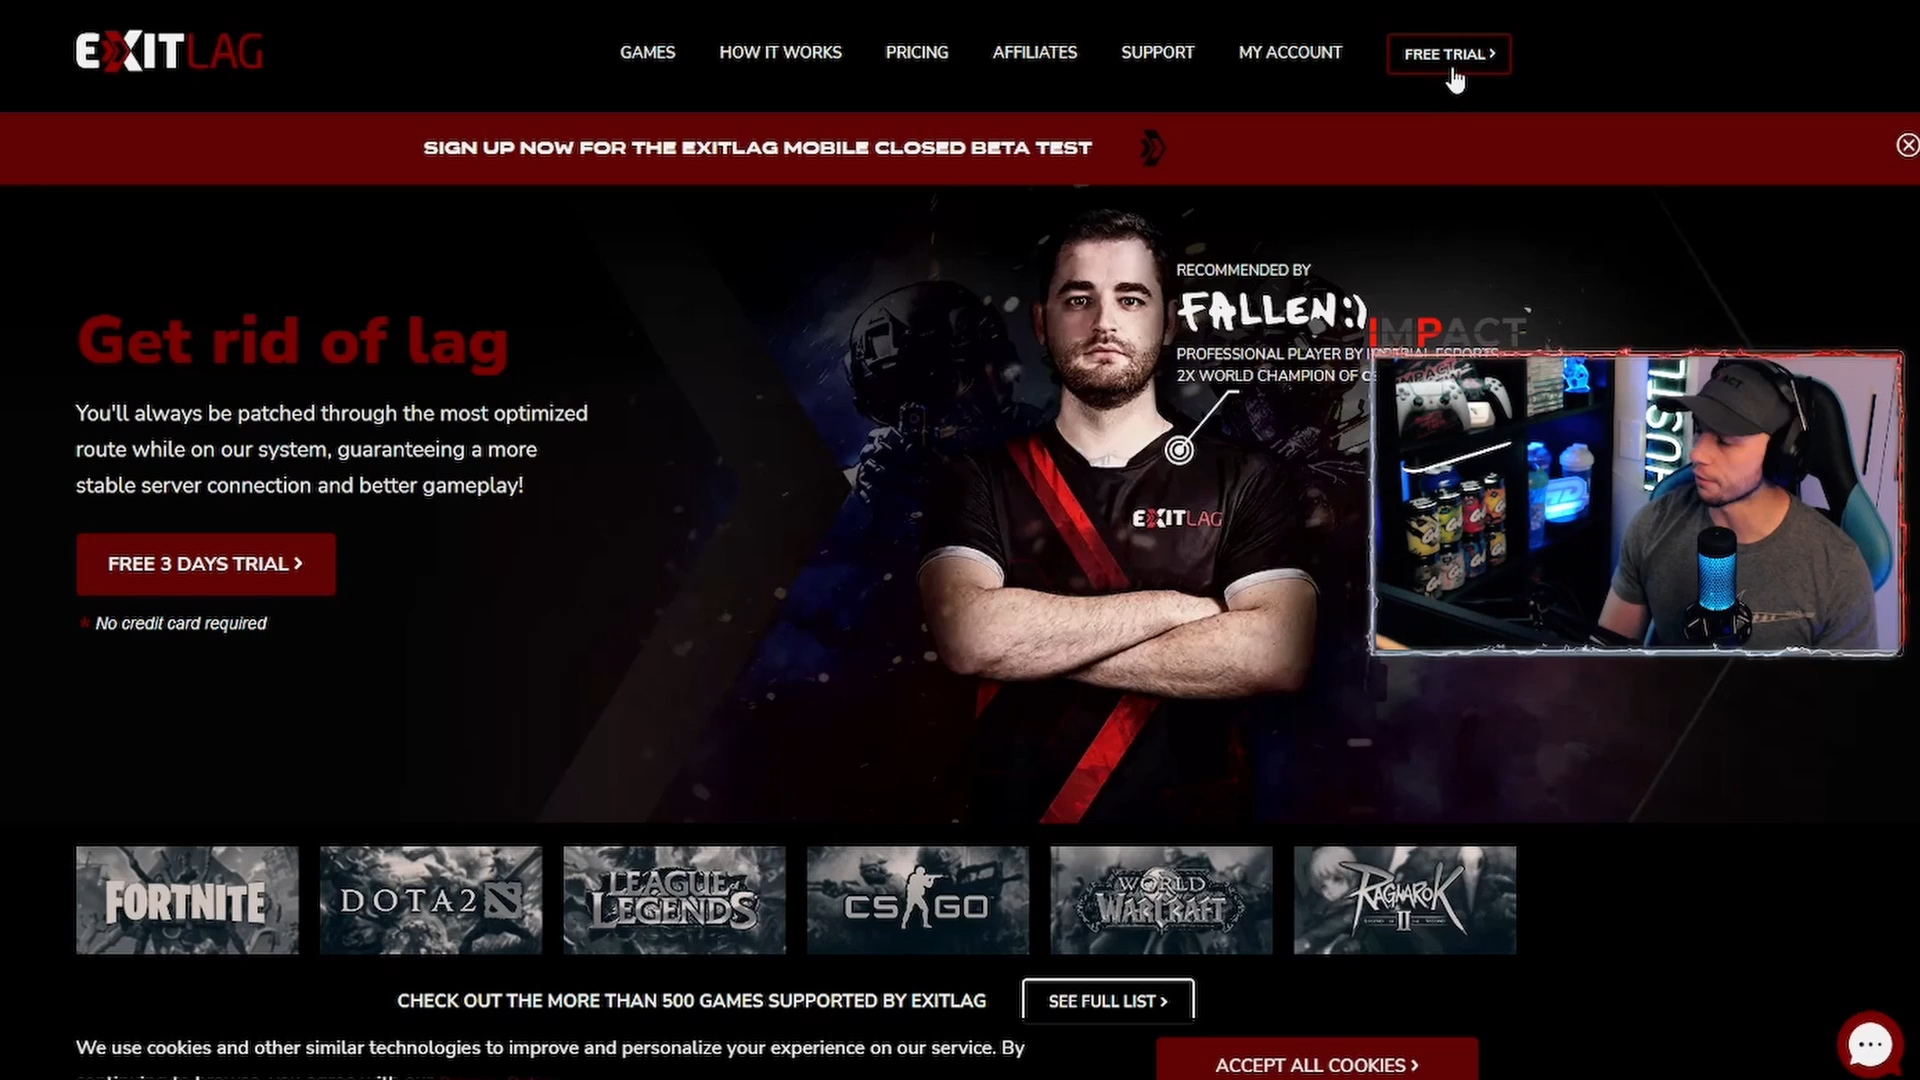 EXITLAG
GAMES
HOW IT WORKS
PRICING
AFFILIATES
SUPPORT
MY ACCOUNT
FREE TRIAL >
SIGN UP NOW FOR THE EXITLAG MOBILE CLOSED BETA TEST
RECOMMENDED BY
FALLEN:)
IMPACT
PROFESSIONAL PLAYER BY IMPERIAL ESPORTS
2X WORLD CHAMPION OF
Get rid of lag
You'll always be patched through the most optimized
route while on our system, guaranteeing a more
stable server connection and better gameplay!
FREE 3 DAYS TRIAL >
* No credit card required
EXITLAG
IMPACT
HUSTL
FORTNITE
DOTA 2
LEAGUE OF
LEGENDS
CS GO
WORLD
WARCRAFT
RAGNAROK
II
CHECK OUT THE MORE THAN 500 GAMES SUPPORTED BY EXITLAG
SEE FULL LIST >
We use cookies and other similar technologies to improve and personalize your experience on our service. By
ACCEPT ALL COOKIES >